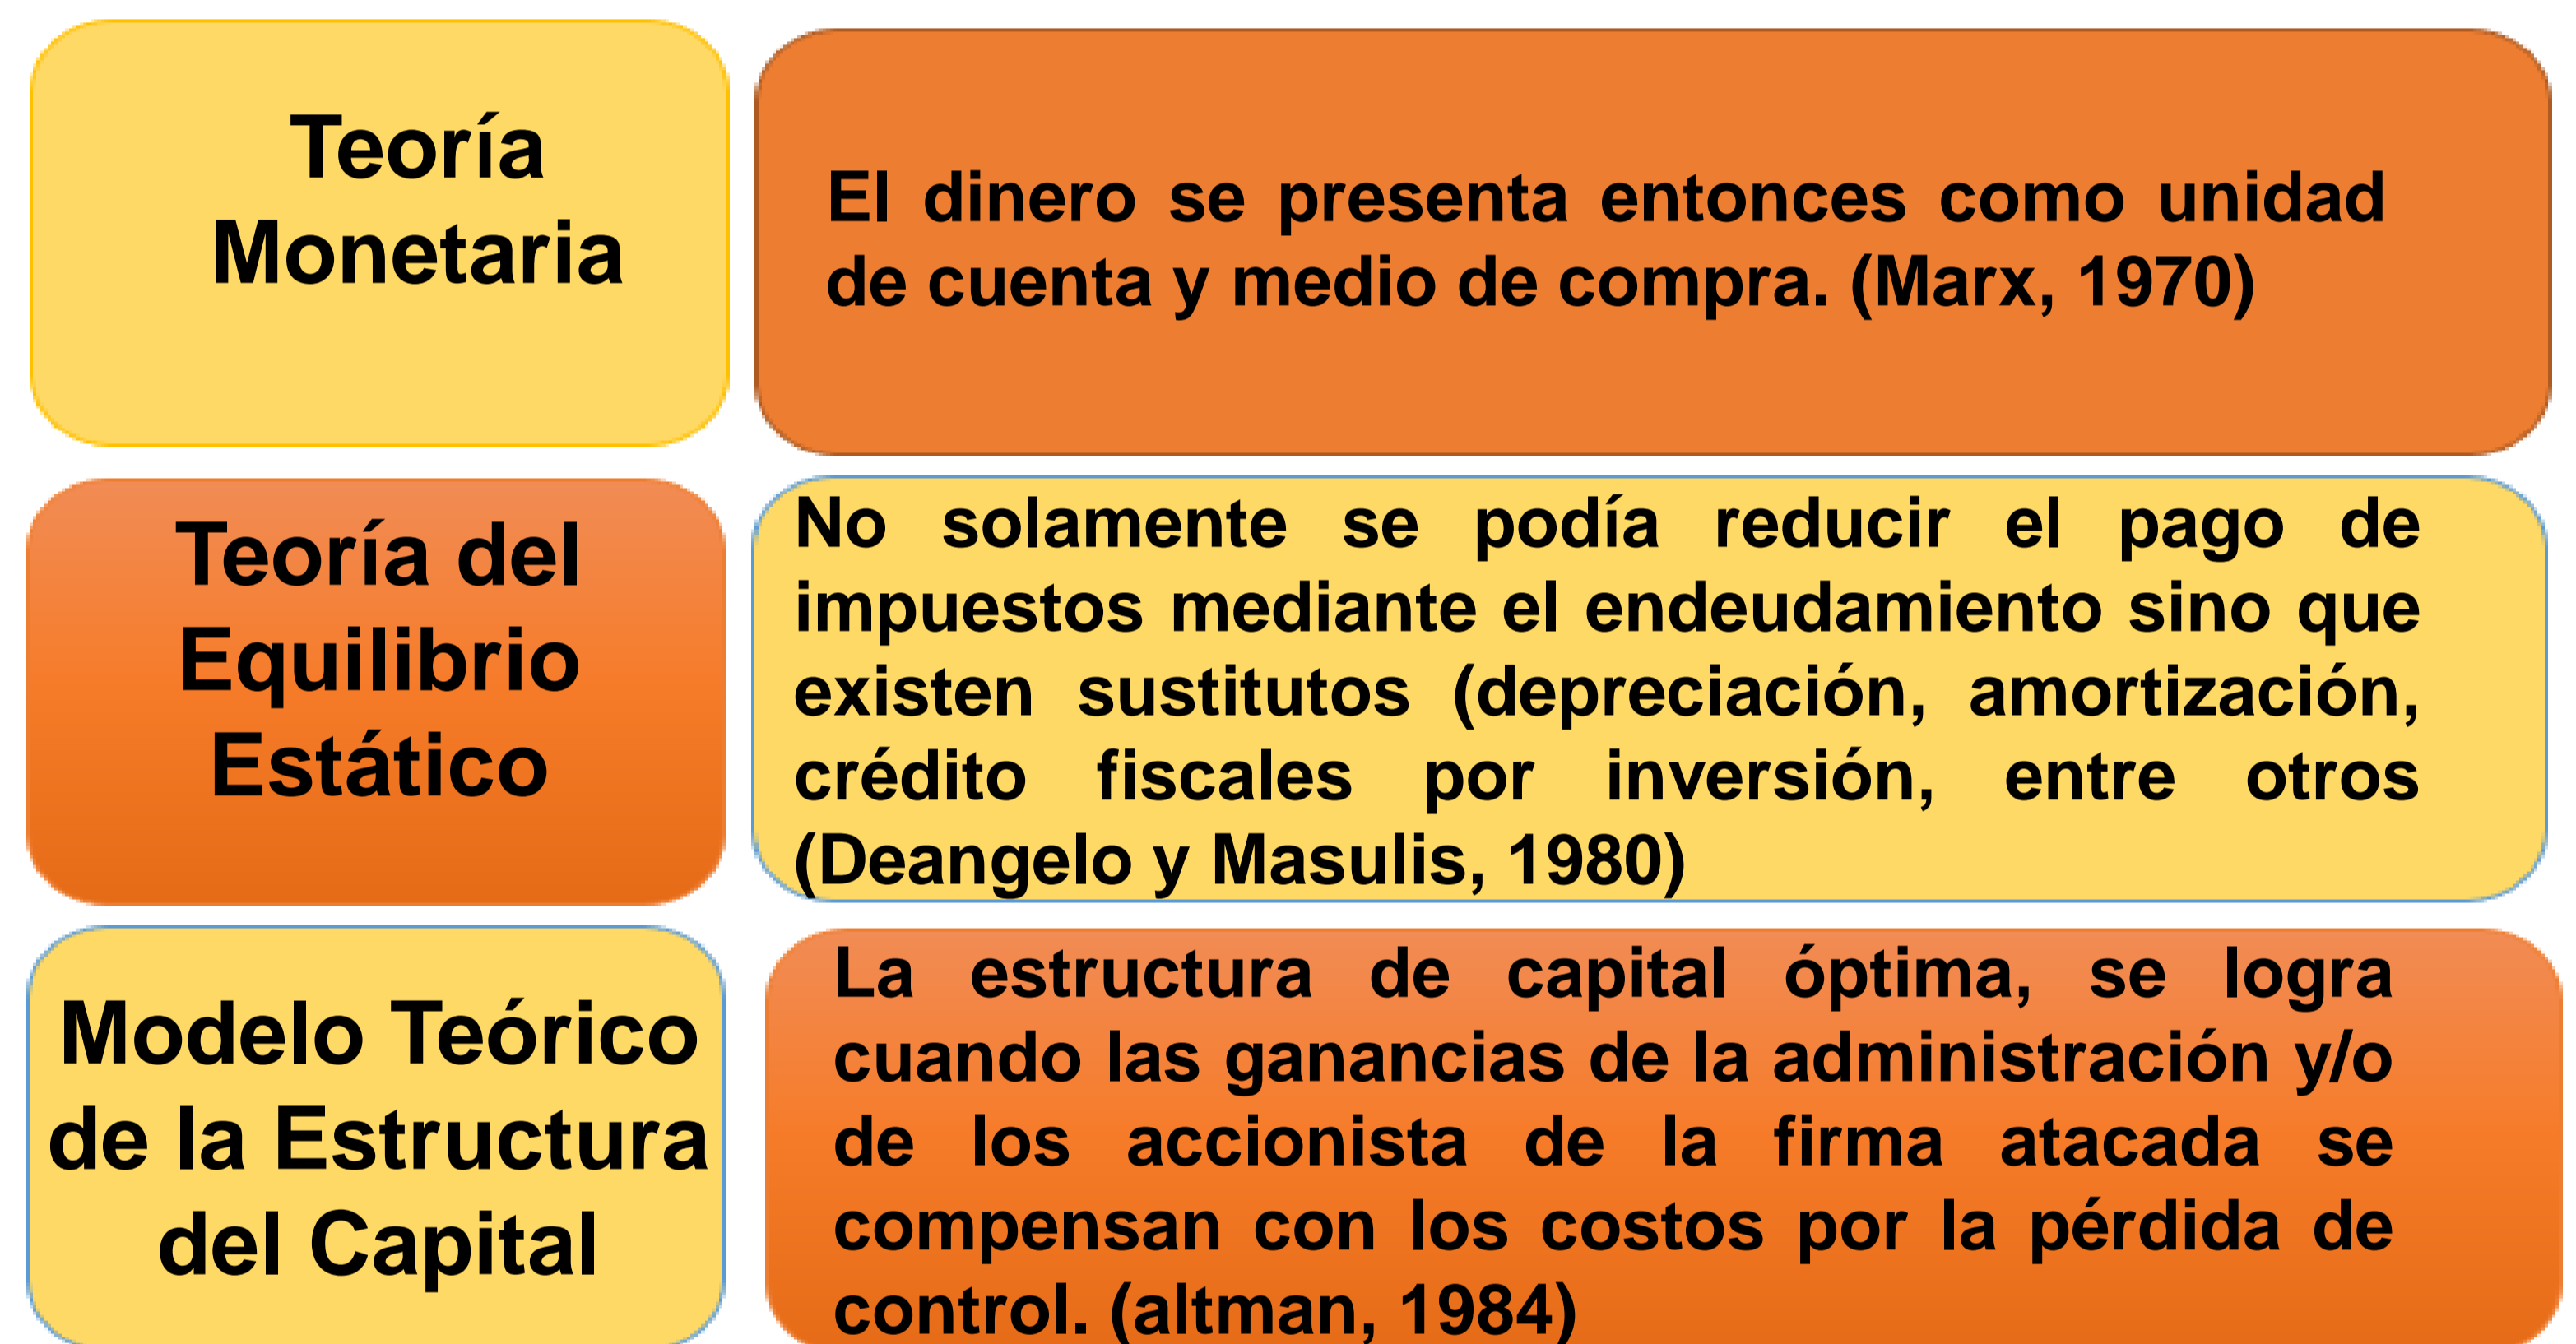 Teoría
Monetaria
El dinero se presenta entonces como unidad
de cuenta y medio de compra. (Marx, 1970)
Teoría del
Equilibrio
Estático
No solamente se podía reducir el pago de
impuestos mediante el endeudamiento sino que
existen sustitutos (depreciación, amortización,
crédito fiscales por inversión, entre otros
(Deangelo y Masulis, 1980)
Modelo Teórico
de la Estructura
del Capital
La estructura de capital óptima, se logra
cuando las ganancias de la administración y/o
de los accionista de la firma atacada se
compensan con los costos por la pérdida de
control. (altman, 1984)